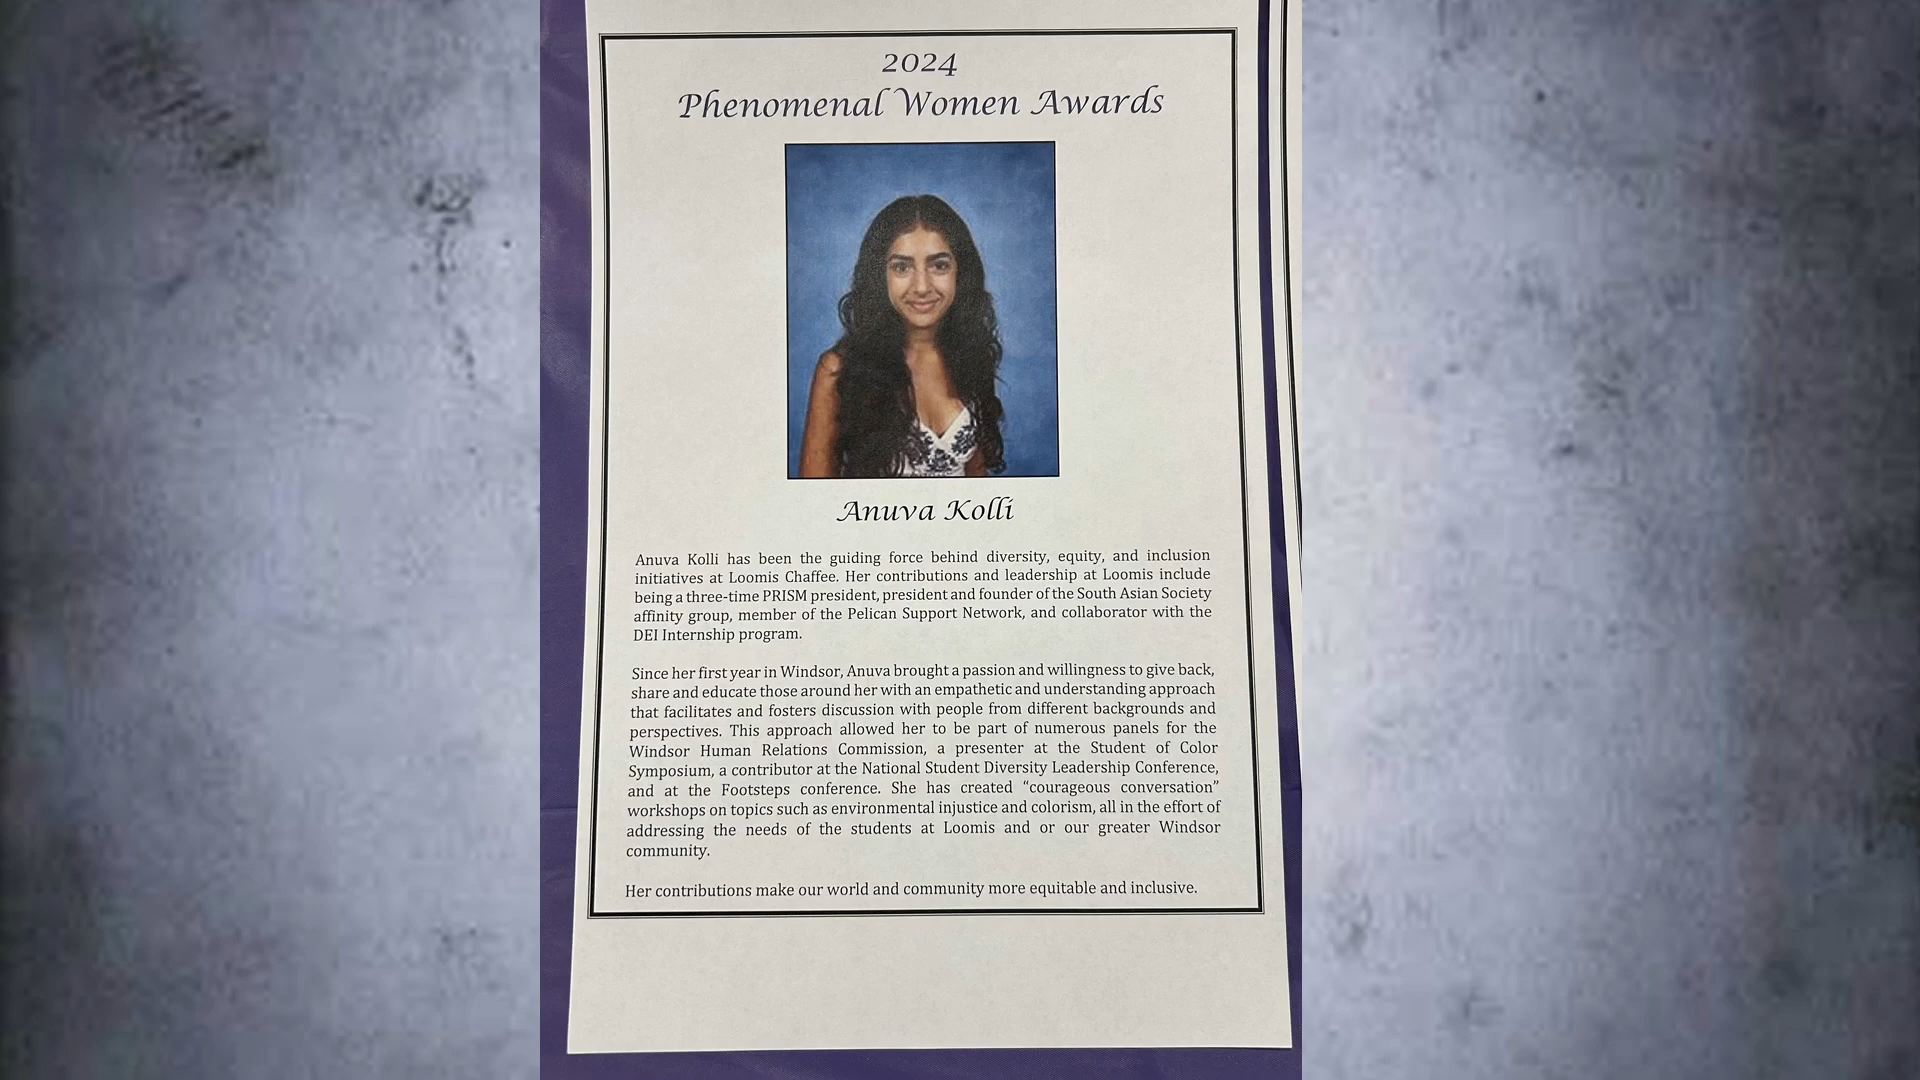 2024
Phenomenal Women Awards
Anuva Kolli
Anuva Kolli has been the guiding force behind diversity, equity, and inclusion
initiatives at Loomis Chaffee. Her contributions and leadership at Loomis include
being a three-time PRISM president, president and founder of the South Asian Society
affinity group, member of the Pelican Support Network, and collaborator with the
DEI Internship program.
Since her first year in Windsor, Anuva brought a passion and willingness to give back,
share and educate those around her with an empathetic and understanding approach
that facilitates and fosters discussion with people from different backgrounds and
perspectives. This approach allowed her to be part of numerous panels for the
Windsor Human Relations Commission, a presenter at the Student of Color
Symposium, a contributor at the National Student Diversity Leadership Conference,
and at the Footsteps conference. She has created “courageous conversation”
workshops on topics such as environmental injustice and colorism, all in the effort of
addressing the needs of the students at Loomis and or our greater Windsor
community.
Her contributions make our world and community more equitable and inclusive.